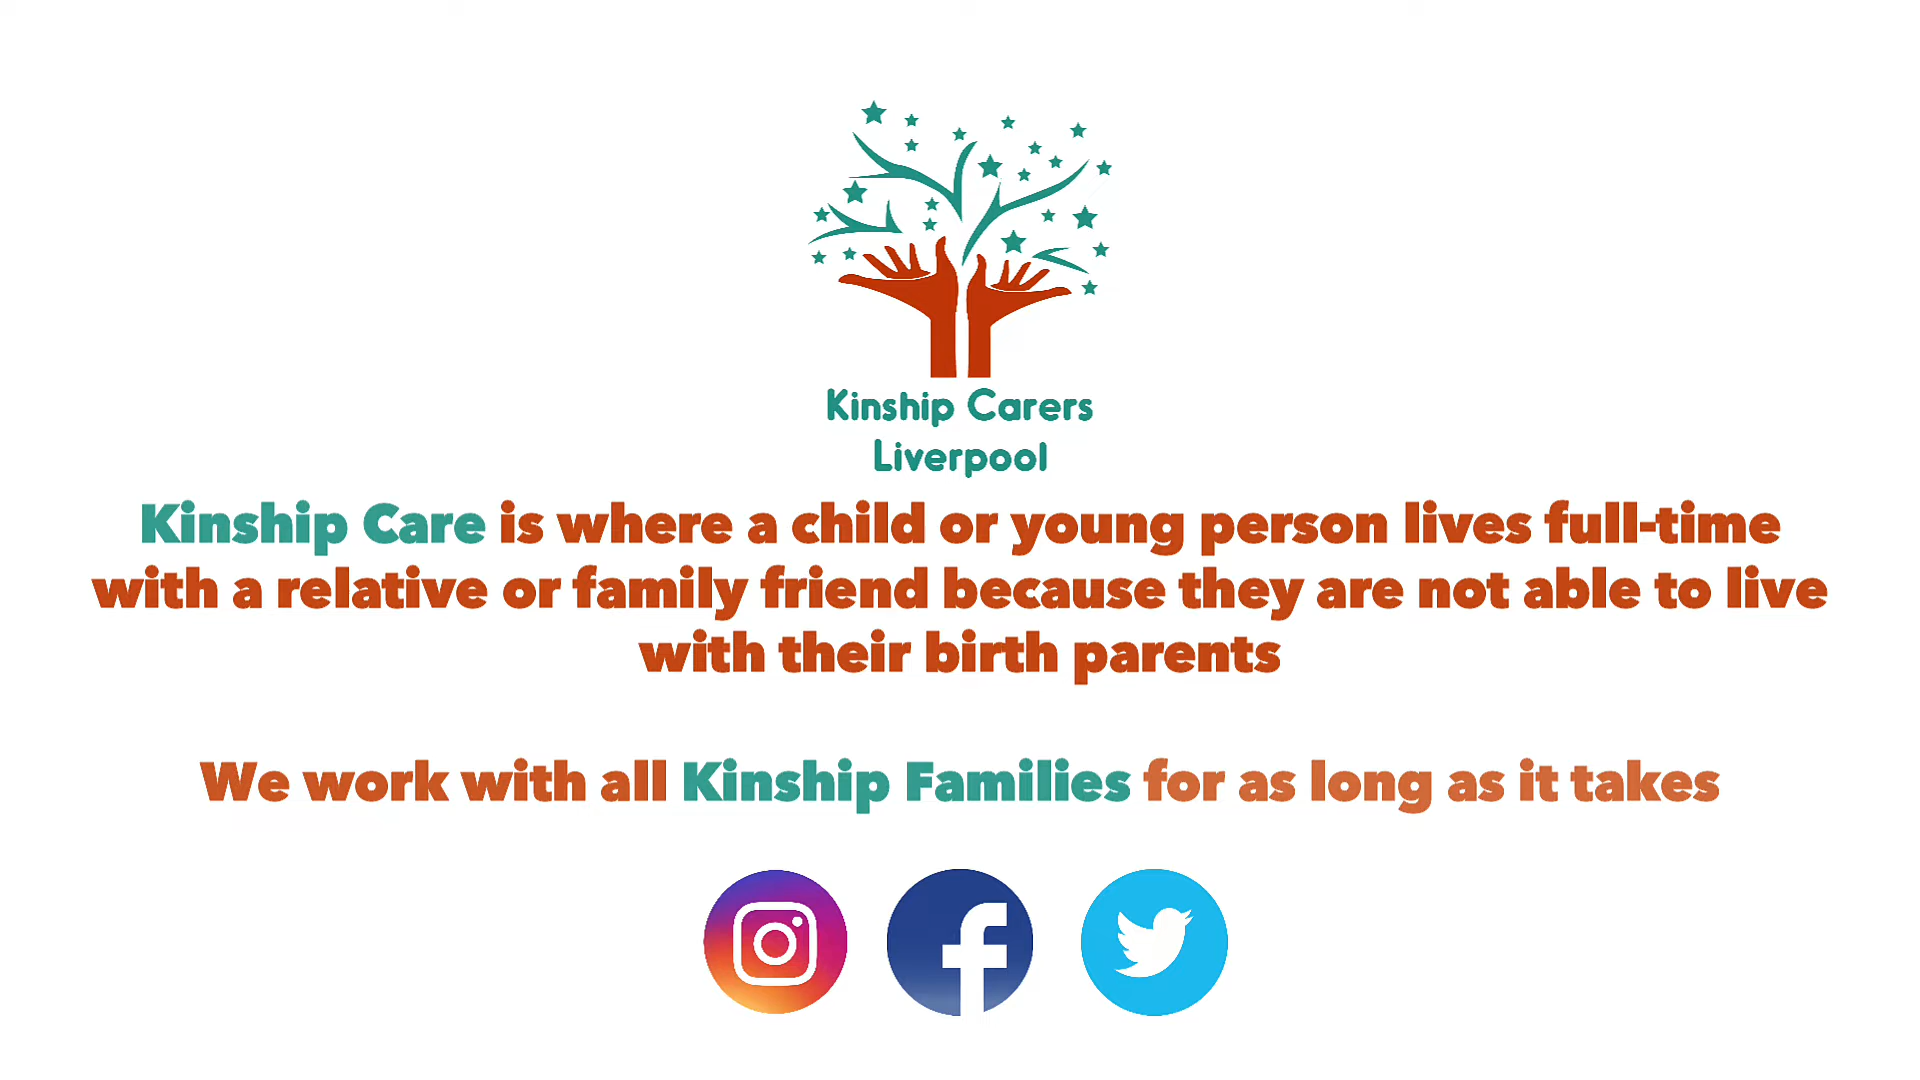 Kinship Carers
Liverpool
Kinship Care is where a child or young person lives full-time
with a relative or family friend because they are not able to live
with their birth parents
We work with all Kinship Families for as long as it takes